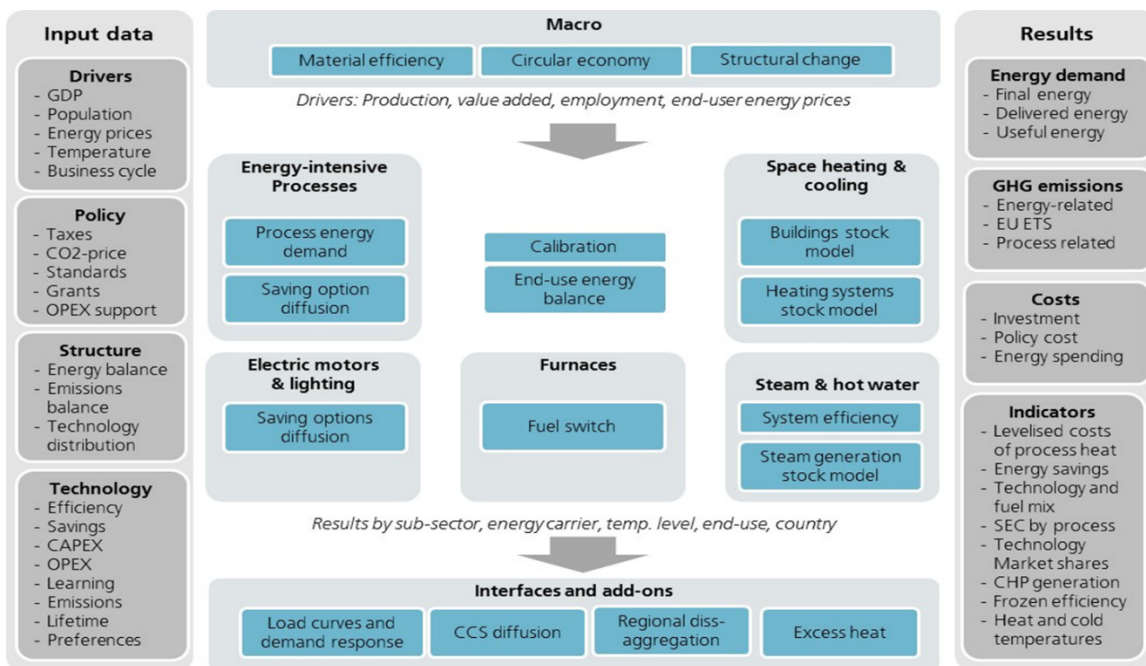 Input data
Drivers
- GDP
- Population
- Energy prices
- Temperature
- Business cycle
Policy
- Taxes
- CO2-price
- Standards
- Grants
- OPEX support
Structure
- Energy balance
- Emissions
balance
- Technology
distribution
Technology
- Efficiency
- Savings
- CAPEX
- OPEX
- Learning
- Emissions
- Lifetime
- Preferences
Macro
Material efficiency
Circular economy
Structural change
Drivers: Production, value added, employment, end-user energy prices
Energy-intensive
Processes
Process energy
demand
Saving option
diffusion
Calibration
End-use energy
balance
Space heating &
cooling
Buildings stock
model
Heating systems
stock model
Electric motors
& lighting
Saving options
diffusion
Furnaces
Fuel switch
Steam & hot water
System efficiency
Steam generation
stock model
Results by sub-sector, energy carrier, temp. level, end-use, country
Interfaces and add-ons
Load curves and
demand response
CCS diffusion
Regional diss-
aggregation
Excess heat
Results
Energy demand
- Final energy
- Delivered energy
- Useful energy
GHG emissions
- Energy-related
- EU ETS
- Process related
Costs
- Investment
- Policy cost
- Energy spending
Indicators
- Levelised costs
of process heat
- Energy savings
- Technology and
fuel mix
- SEC by process
- Technology
Market shares
- CHP generation
- Frozen efficiency
- Heat and cold
temperatures